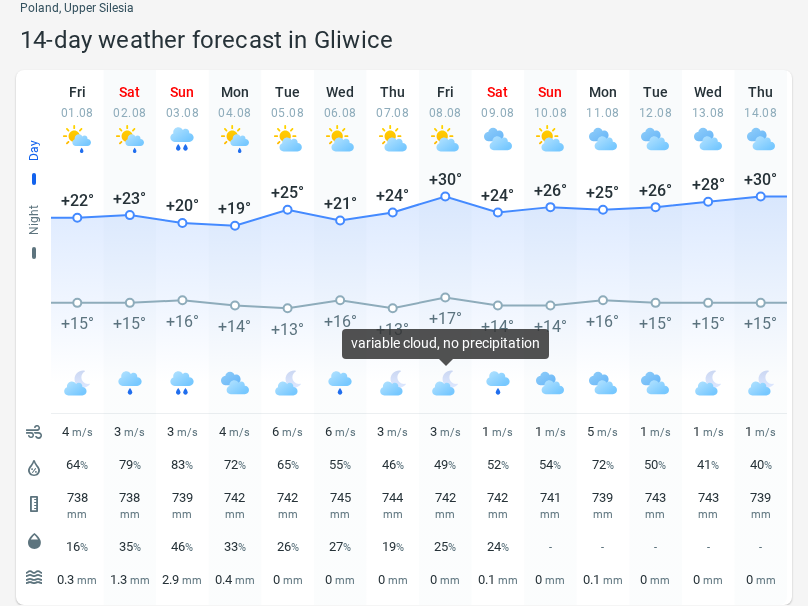 Poland, Upper Silesia
14-day weather forecast in Gliwice
Fri Sat Sun Mon Tue Wed Thu Fri Sat Sun Mon Tue Wed Thu
01.08 02.08 03.08 04.08 05.08 06.08 07.08 08.08 09.08 10.08 11.08 12.08 13.08 14.08
Day
+22° +23° +20° +19° +25° +21° +24° +30° +24° +26° +25° +26° +28° +30°
Night
+15° +15° +16° +14° +13° +16° +13° +17° +14° +14° +16° +15° +15° +15°
variable cloud, no precipitation
4 m/s 3 m/s 3 m/s 4 m/s 6 m/s 6 m/s 3 m/s 3 m/s 1 m/s 1 m/s 5 m/s 1 m/s 1 m/s 1 m/s
64% 79% 83% 72% 65% 55% 46% 49% 52% 54% 72% 50% 41% 40%
738 738 739 742 742 745 744 742 742 741 739 743 743 739
mm mm mm mm mm mm mm mm mm mm mm mm mm mm
16% 35% 46% 33% 26% 27% 19% 25% 24% - - - - -
0.3 mm 1.3 mm 2.9 mm 0.4 mm 0 mm 0 mm 0 mm 0 mm 0.1 mm 0 mm 0.1 mm 0 mm 0 mm 0 mm